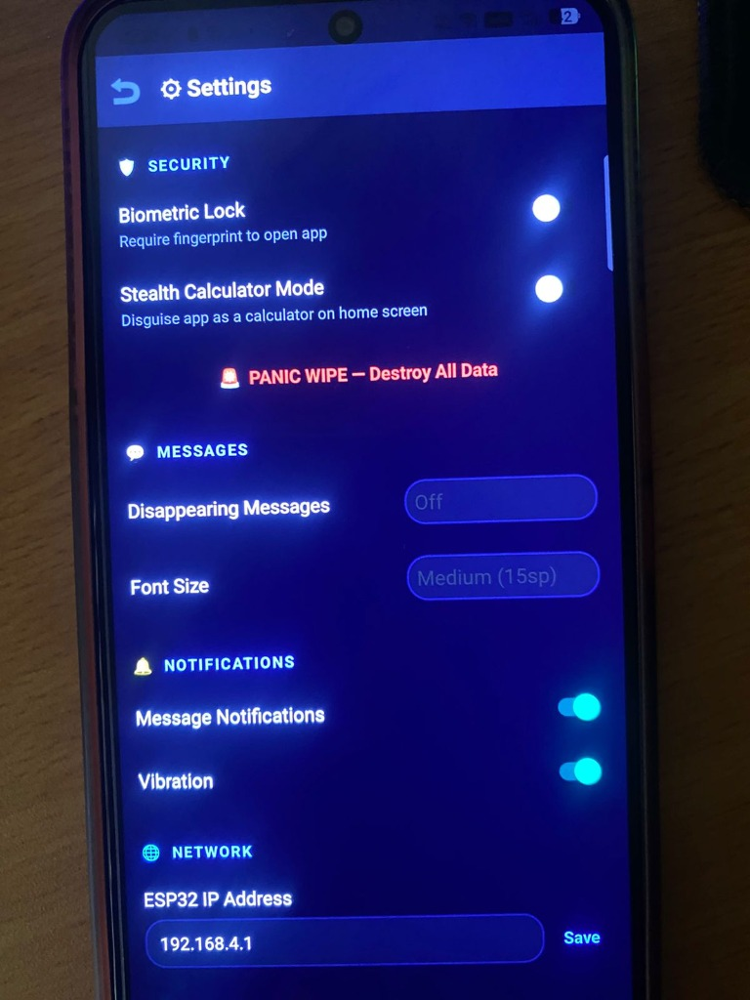 Settings
SECURITY
Biometric Lock
Require fingerprint to open app
Stealth Calculator Mode
Disguise app as a calculator on home screen
PANIC WIPE — Destroy All Data
MESSAGES
Disappearing Messages
Off
Font Size
Medium (15sp)
NOTIFICATIONS
Message Notifications
Vibration
NETWORK
ESP32 IP Address
192.168.4.1
Save